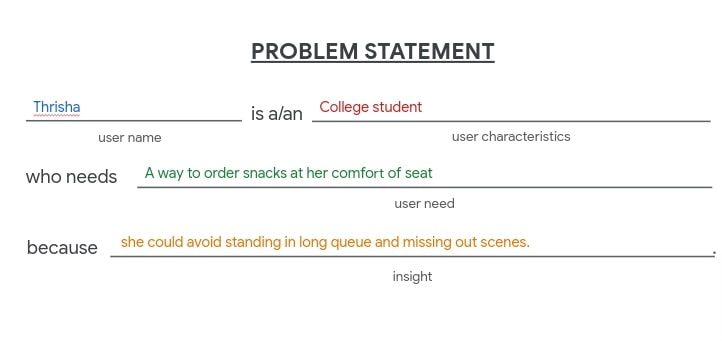 PROBLEM STATEMENT
Thrisha is a/an College student
user name user characteristics
who needs A way to order snacks at her comfort of seat
user need
because she could avoid standing in long queue and missing out scenes. .
insight